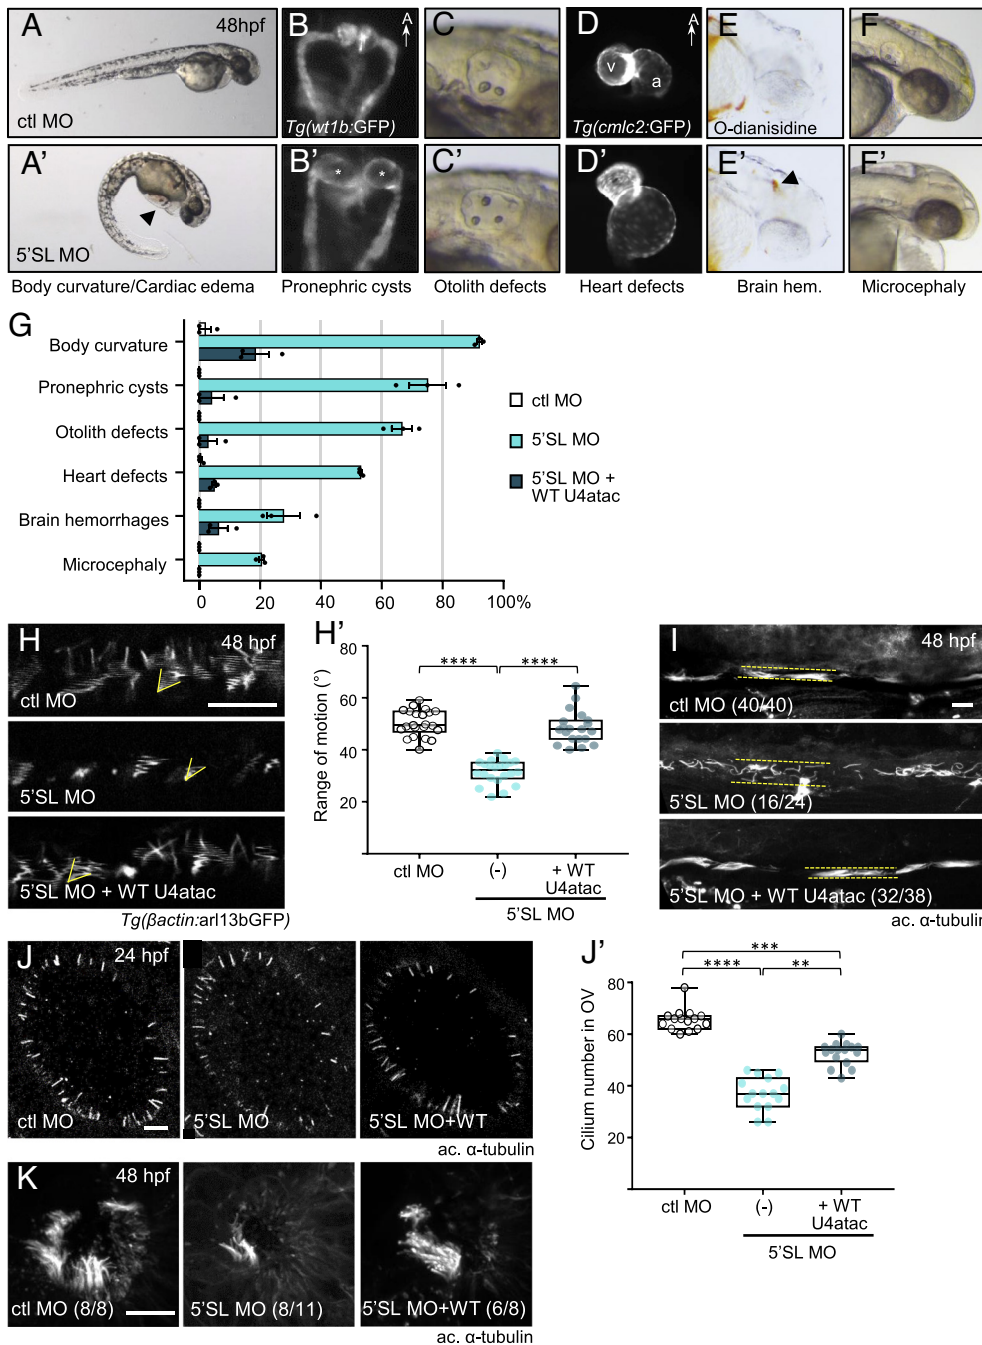 A
48hpf
ctl MO
B
A
Tg(wt1b:GFP)
C
D
A
v
a
Tg(cmlc2:GFP)
E
O-dianisidine
F
A'
5'SL MO
B'
* *
C'
D'
E'
F'
Body curvature/Cardiac edema
Pronephric cysts
Otolith defects
Heart defects
Brain hem.
Microcephaly
G
Body curvature
Pronephric cysts
Otolith defects
Heart defects
Brain hemorrhages
Microcephaly
0 20 40 60 80 100%
ctl MO
5'SL MO
5'SL MO +
WT U4atac
H
48 hpf
ctl MO
5'SL MO
5'SL MO + WT U4atac
Tg(βactin:arl13bGFP)
H'
Range of motion (°)
80
60
40
20
**** ****
ctl MO
(-)
+ WT
U4atac
5'SL MO
I
48 hpf
ctl MO (40/40)
5'SL MO (16/24)
5'SL MO + WT U4atac (32/38)
ac. α-tubulin
J
24 hpf
ctl MO
5'SL MO
5'SL MO+WT
ac. α-tubulin
J'
Cilium number in OV
80
60
40
20
***
**** **
ctl MO
(-)
+ WT
U4atac
5'SL MO
K
48 hpf
ctl MO (8/8)
5'SL MO (8/11)
5'SL MO+WT (6/8)
ac. α-tubulin